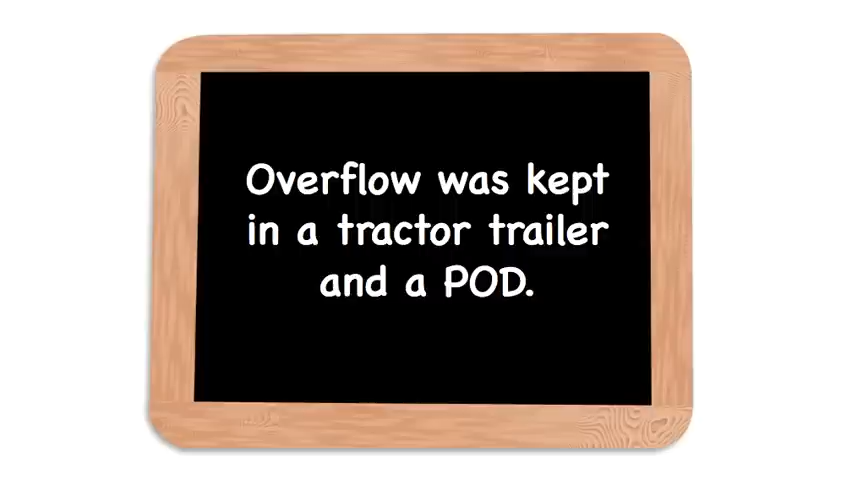 Overflow was kept
in a tractor trailer
and a POD.